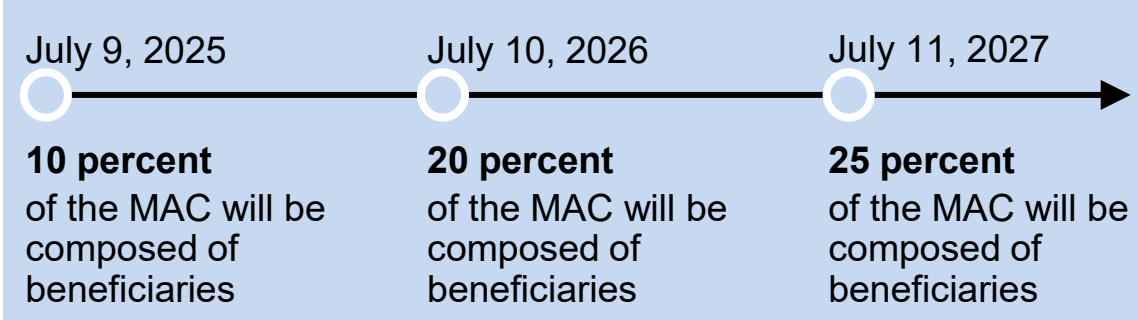 July 9, 2025
10 percent
of the MAC will be
composed of
beneficiaries
July 10, 2026
20 percent
of the MAC will be
composed of
beneficiaries
July 11, 2027
25 percent
of the MAC will be
composed of
beneficiaries